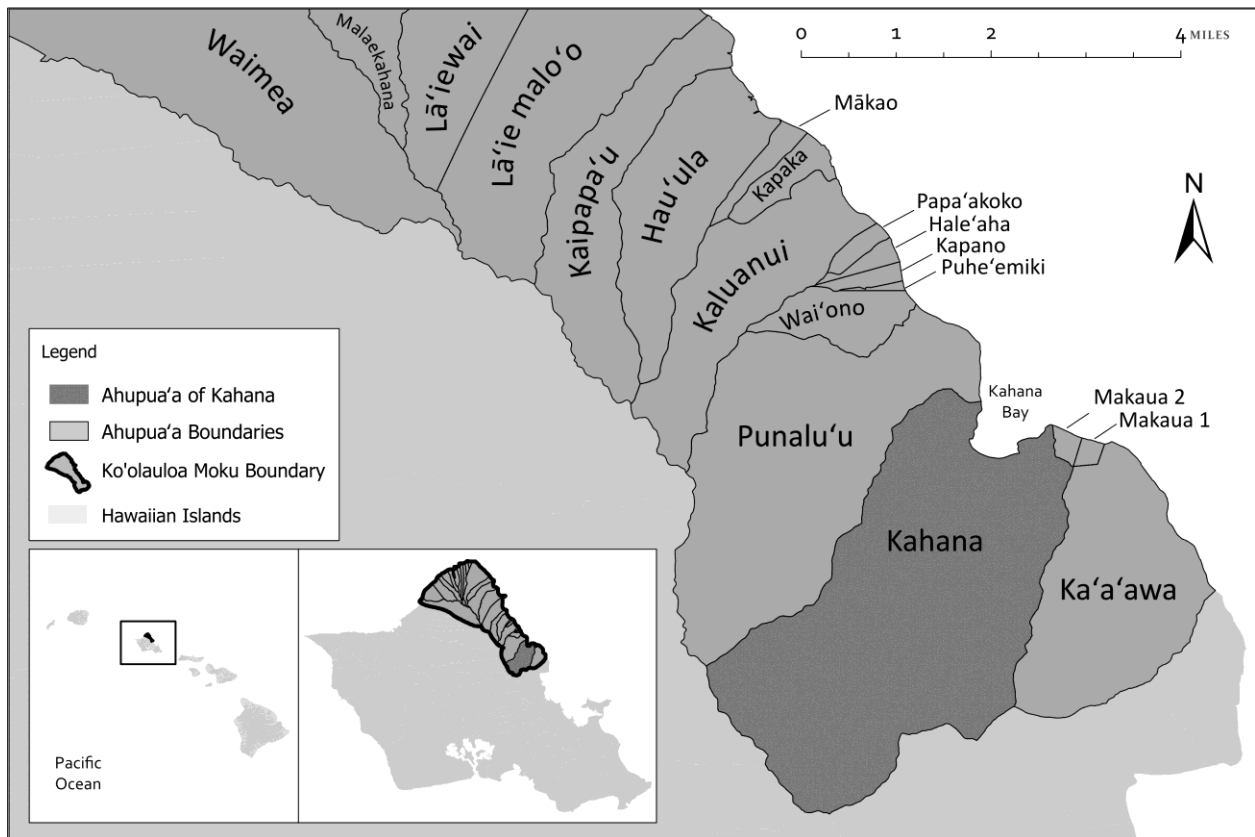 0 1 2 4 MILES
N
Waimea
Malaekahana
Lāʻiewai
Lāʻie maloʻo
Kaipapaʻu
Hauʻula
Mākao
Kapaka
Kaluanui
Papaʻakoko
Haleʻaha
Kapano
Puheʻemiki
Waiʻono
Punaluʻu
Kahana
Bay
Makaua 2
Makaua 1
Kahana
Kaʻaʻawa
Legend
Ahupuaʻa of Kahana
Ahupuaʻa Boundaries
Ko'olauloa Moku Boundary
Hawaiian Islands
Pacific
Ocean